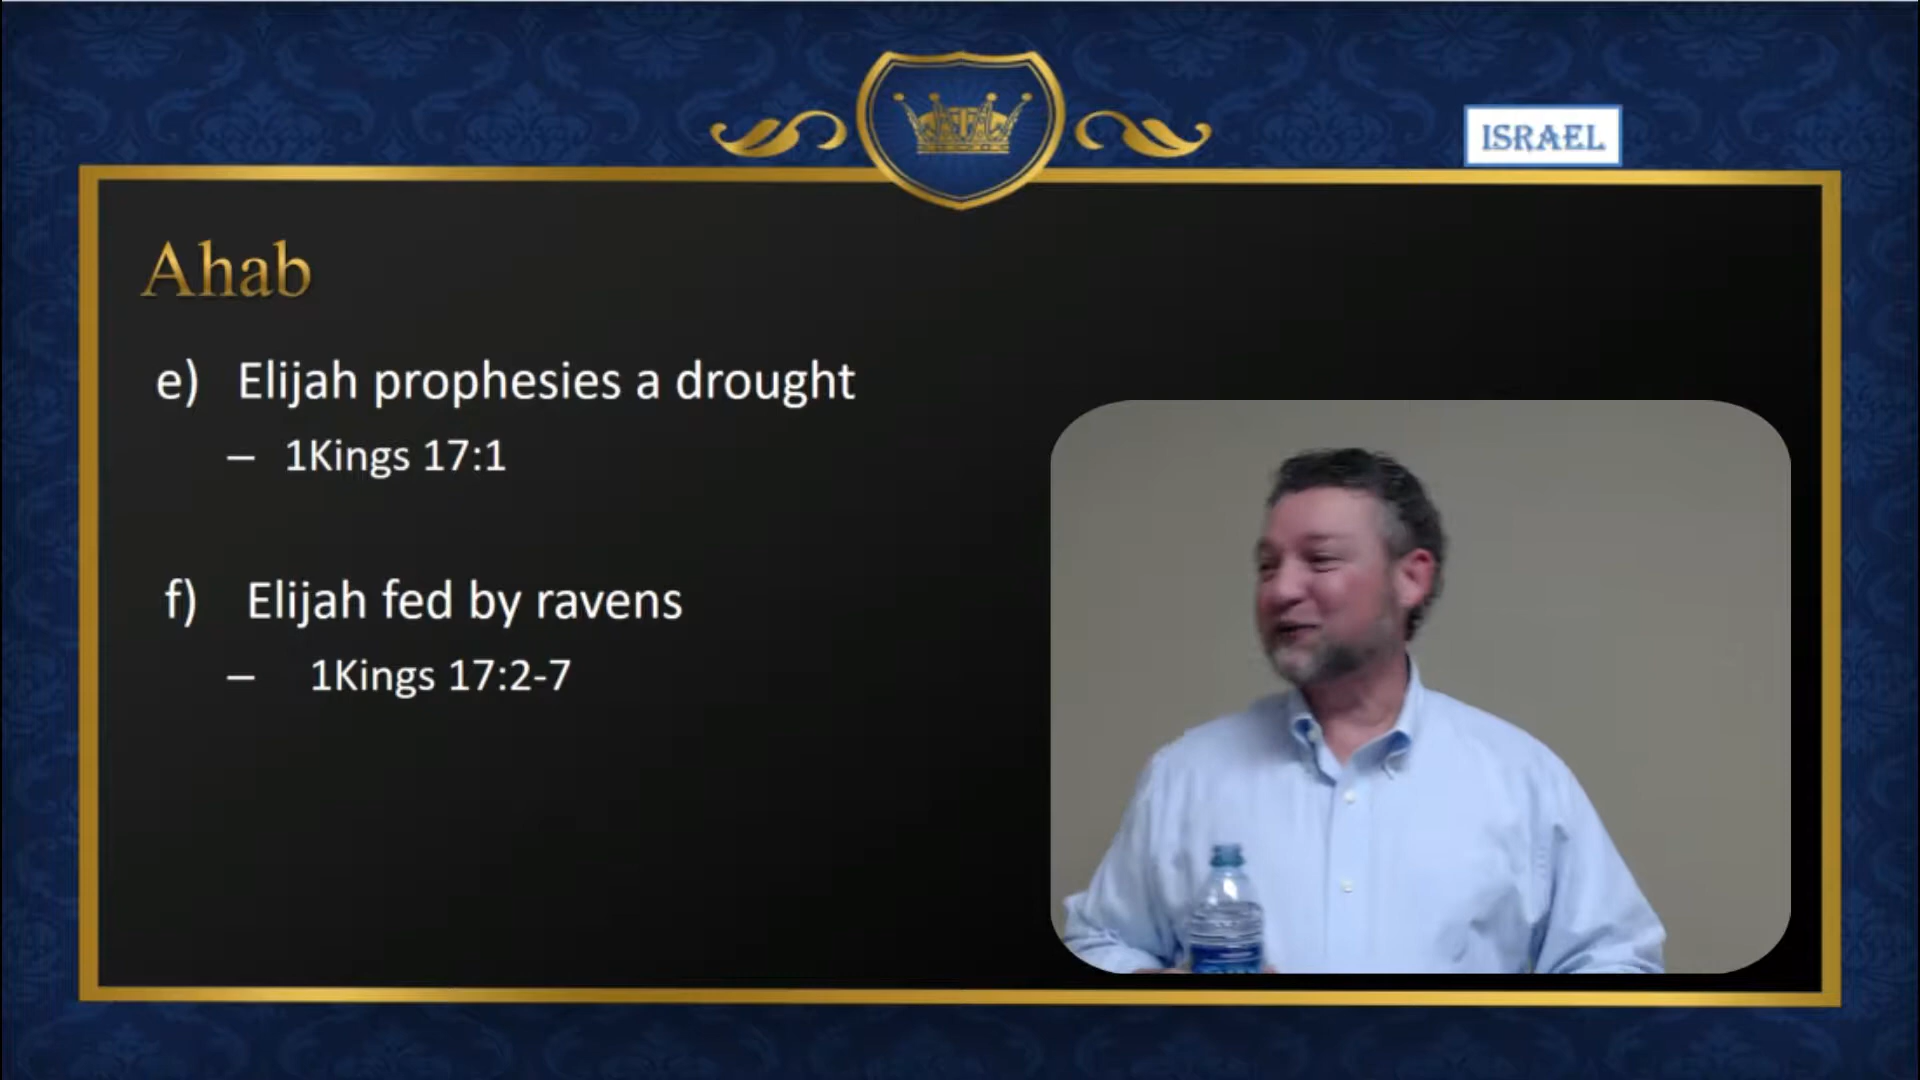 ISRAEL
Ahab
e) Elijah prophesies a drought
– 1Kings 17:1
f) Elijah fed by ravens
– 1Kings 17:2-7